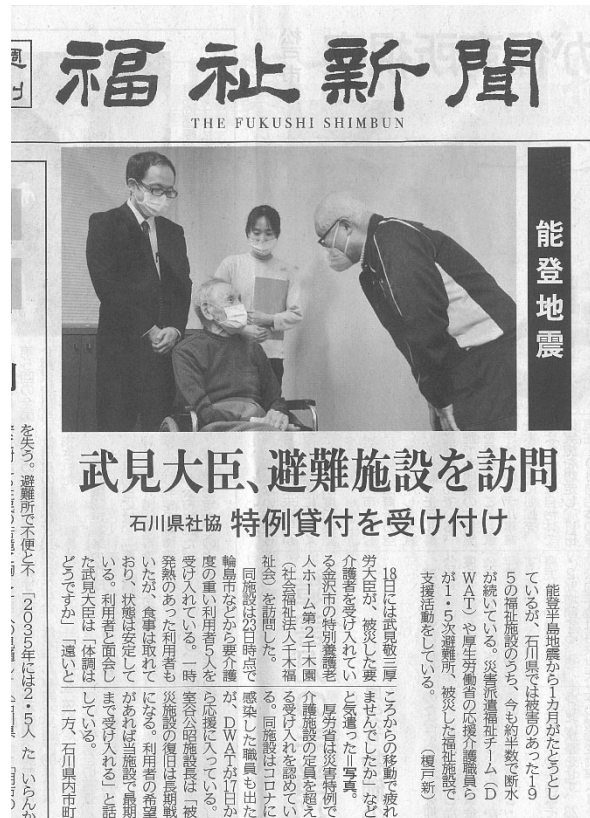 週刊
福祉新聞
THE FUKUSHI SHIMBUN
能登地震
武見大臣、避難施設を訪問
石川県社協 特例貸付を受け付け
能登半島地震から1カ月がたとうとし
ているが、石川県では被害のあった19
5の福祉施設のうち、今も約半数で断水
が続いている。災害派遣福祉チーム（D
WAT）や厚生労働省の応援介護職員ら
が1・5次避難所、被災した福祉施設で
支援活動をしている。（榎戸新）
18日には武見敬三厚
労大臣が、被災した要
介護者を受け入れてい
る金沢市の特別養護老
人ホーム第2千木園
（社会福祉法人千木福
祉会）を訪問した。
同施設は23日時点で
輪島市などから要介護
度の重い利用者5人を
受け入れている。一時
発熱のあった利用者も
いたが、食事は取れて
おり、状態は安定して
いる。利用者と面会し
た武見大臣は「体調は
どうですか」「遠いと
ころからの移動で疲れ
ませんでしたか」など
と気遣った＝写真。
厚労省は災害特例で
介護施設の定員を超え
る受け入れを認めてい
る。同施設はコロナに
感染した職員も出た
が、DWATが17日か
ら応援に入っている。
室谷公昭施設長は「被
災施設の復旧は長期戦
になる。利用者の希望
があれば当施設で最期
まで受け入れる」と話
している。
一方、石川県内市町
を失う。避難所で不便と不
「2035年には2・5人
た
いらんか